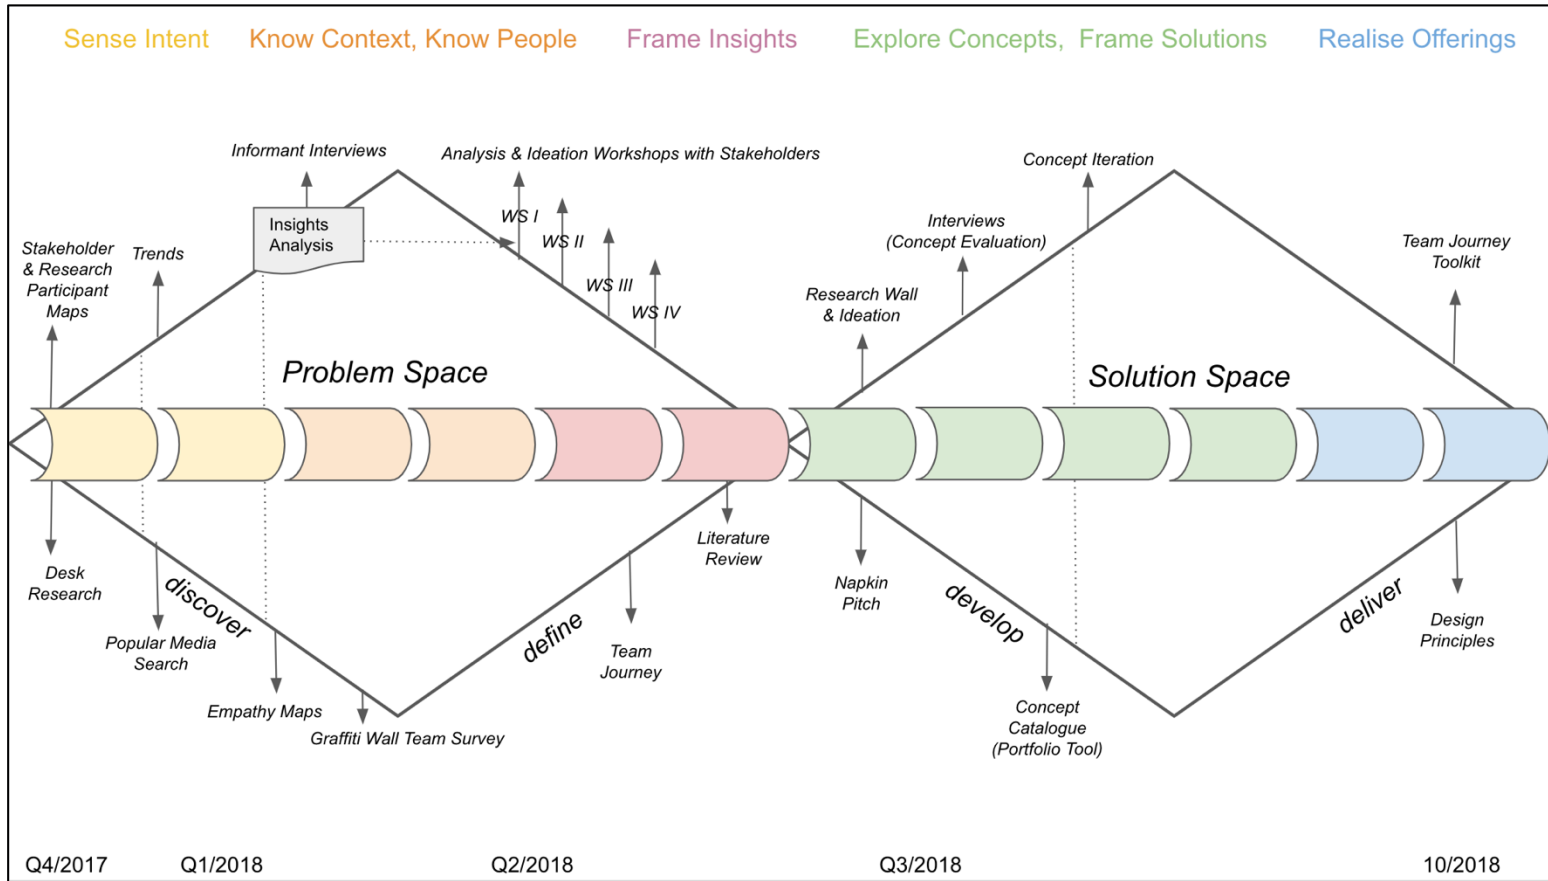 Sense Intent
Know Context, Know People
Frame Insights
Explore Concepts, Frame Solutions
Realise Offerings
Informant Interviews
Analysis & Ideation Workshops with Stakeholders
Concept Iteration
Insights
Analysis
WS I
WS II
WS III
WS IV
Stakeholder
& Research
Participant
Maps
Trends
Interviews
(Concept Evaluation)
Research Wall
& Ideation
Team Journey
Toolkit
Problem Space
Solution Space
Desk
Research
discover
Popular Media
Search
Empathy Maps
Graffiti Wall Team Survey
define
Team
Journey
Literature
Review
Napkin
Pitch
develop
Concept
Catalogue
(Portfolio Tool)
deliver
Design
Principles
Q4/2017
Q1/2018
Q2/2018
Q3/2018
10/2018